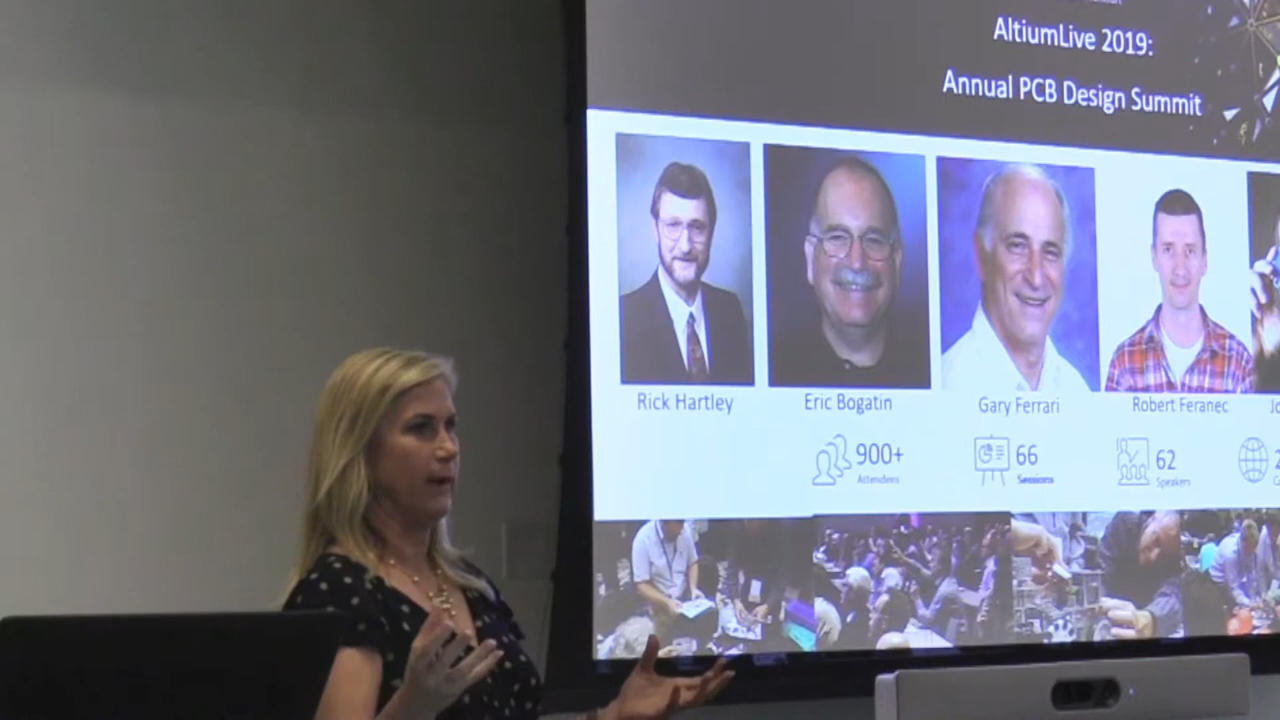 AltiumLive 2019:
Annual PCB Design Summit
Rick Hartley
Eric Bogatin
Gary Ferrari
Robert Feranec
900+
Attendees
66
Sessions
62
Speakers